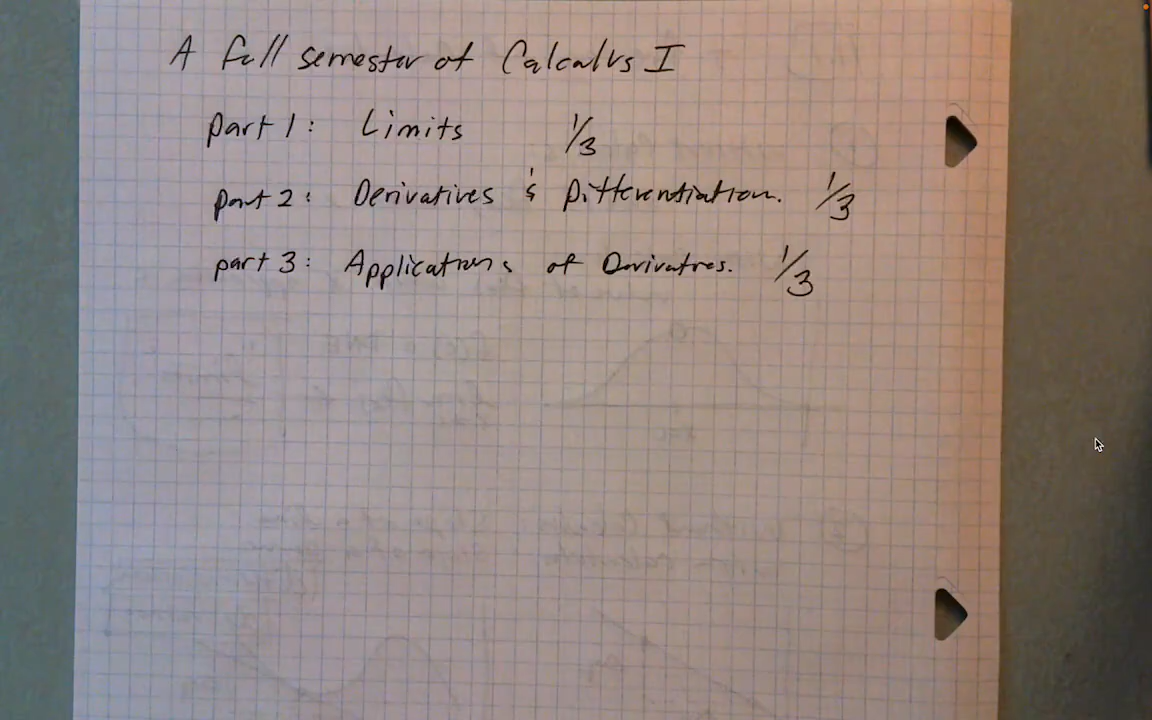 A full semester of Calculus I
part 1: Limits 1/3
part 2: Derivatives & Differentiation. 1/3
part 3: Applications of Derivatives. 1/3